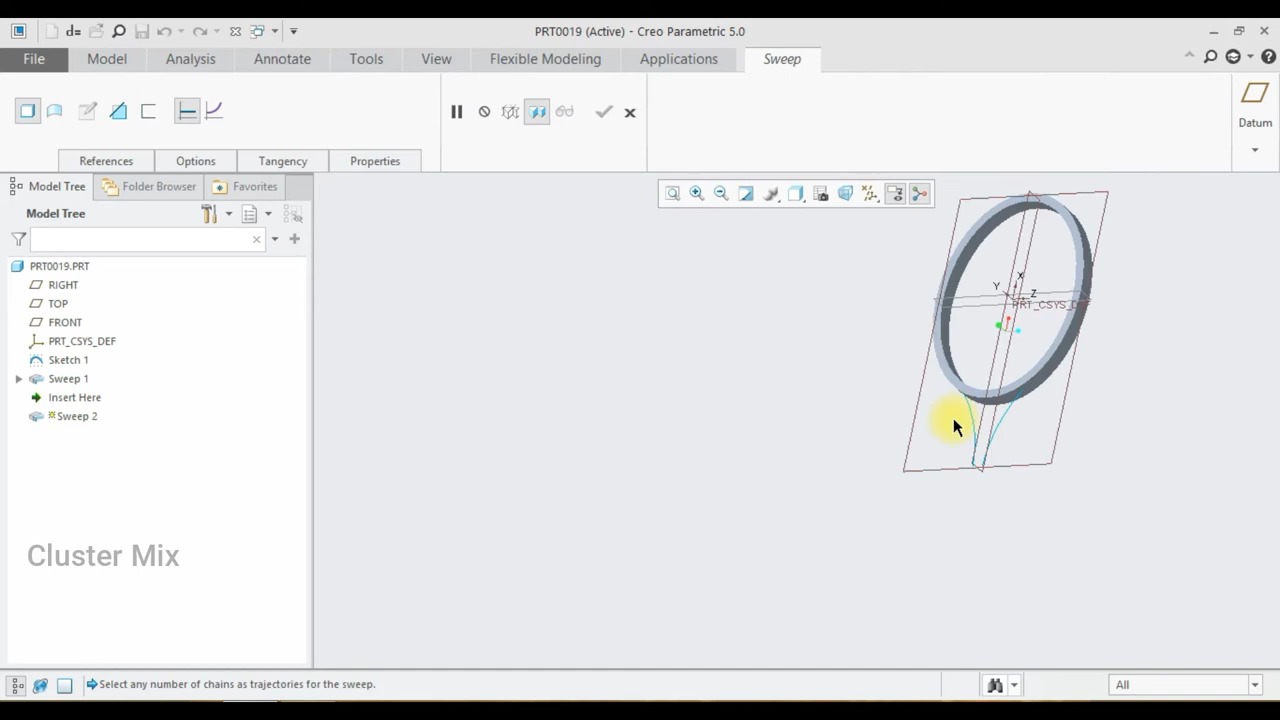 PRT0019 (Active) - Creo Parametric 5.0
File Model Analysis Annotate Tools View Flexible Modeling Applications Sweep
Datum
References Options Tangency Properties
Model Tree Folder Browser Favorites
Model Tree
PRT0019.PRT
RIGHT
TOP
FRONT
PRT_CSYS_DEF
Sketch 1
Sweep 1
Insert Here
Sweep 2
X
Y
Z
PRT_CSYS_DEF
Cluster Mix
Select any number of chains as trajectories for the sweep.
All